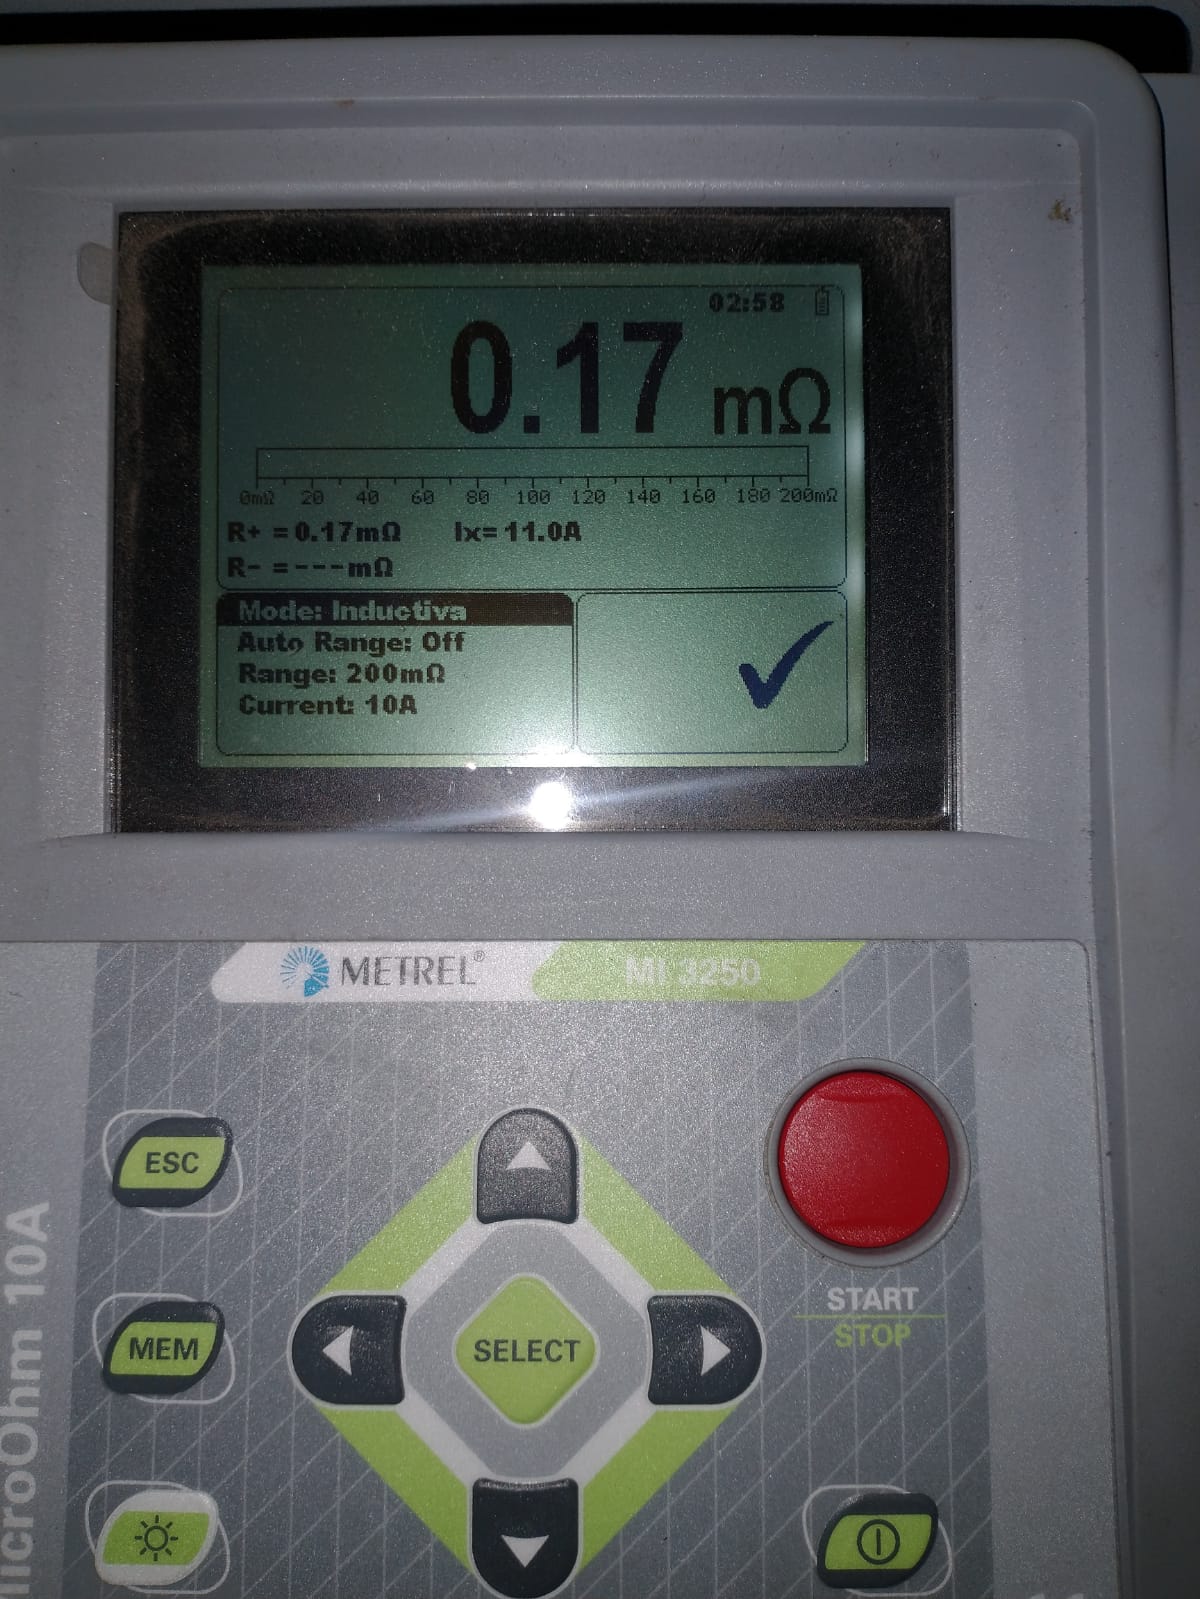 02:58
0.17 mΩ
0mΩ 20 40 60 80 100 120 140 160 180 200mΩ
R+ =0.17mΩ Ix=11.0A
R- =---mΩ
Mode: Inductiva
Auto Range: Off
Range: 200mΩ
Current: 10A
METREL® MI 3250
ESC
START
STOP
SELECT
MEM
MicroOhm 10A